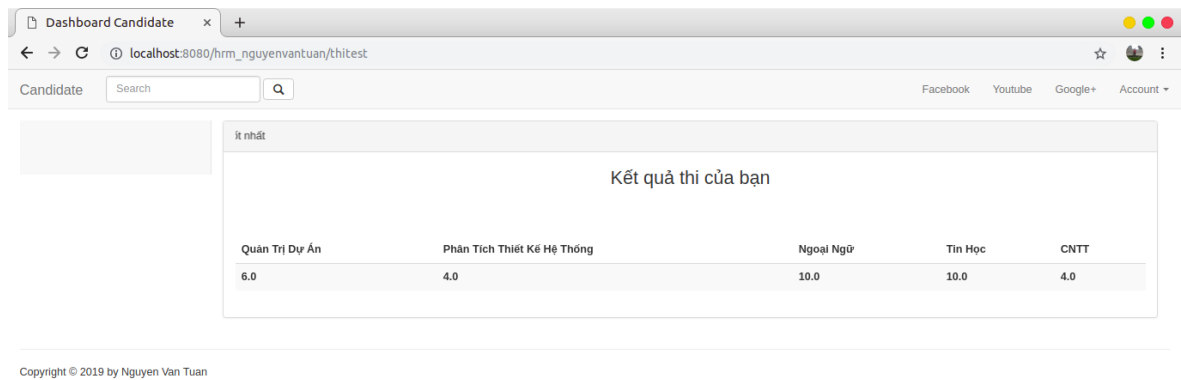 Dashboard Candidate
localhost:8080/hrm_nguyenvantuan/thitest
Candidate Search Facebook Youtube Google+ Account
ít nhất
Kết quả thi của bạn
Quản Trị Dự Án Phân Tích Thiết Kế Hệ Thống Ngoại Ngữ Tin Học CNTT
6.0 4.0 10.0 10.0 4.0
Copyright © 2019 by Nguyen Van Tuan